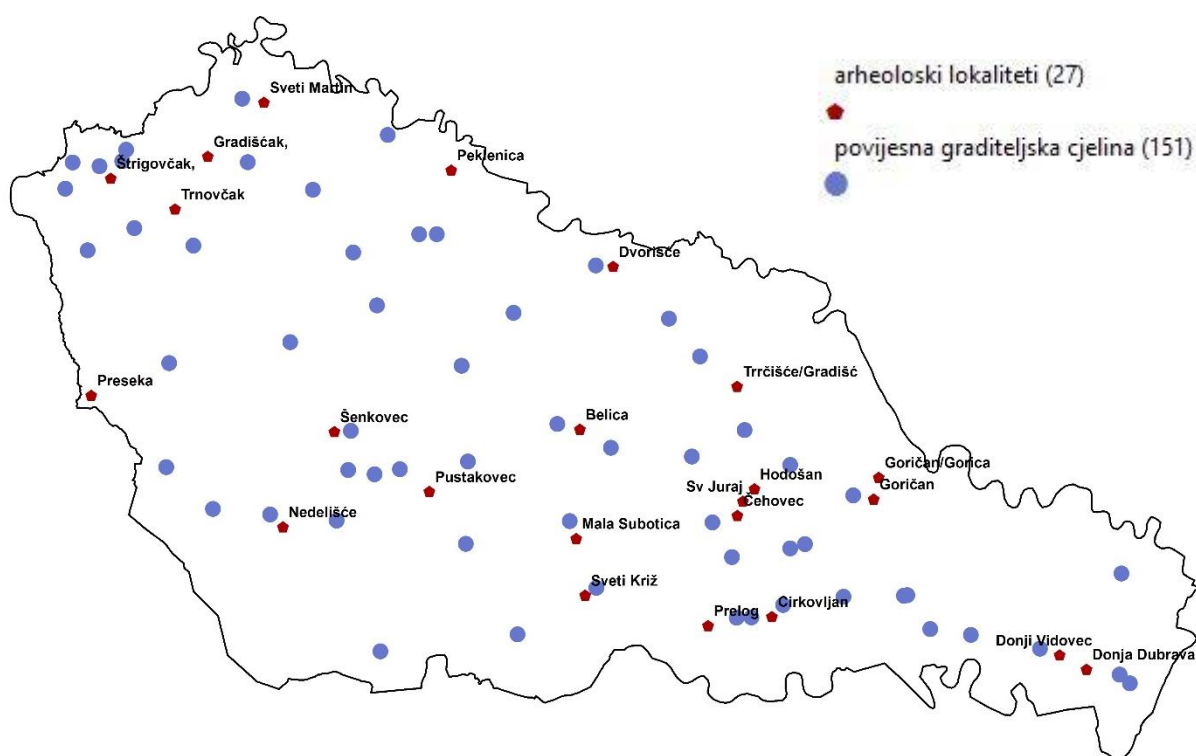 arheoloski lokaliteti (27)
povijesna graditeljska cjelina (151)
Sveti Martin
Gradišćak,
Štrigovčak,
Peklenica
Trnovčak
Dvorišce
Preseka
Trrčišće/Gradišć
Šenkovec
Belica
Pustakovec
Goričan/Gorica
Hodošan
Goričan
Sv Juraj
Čehovec
Nedelišće
Mala Subotica
Sveti Križ
Prelog
Cirkovljan
Donji Vidovec
Donja Dubrava